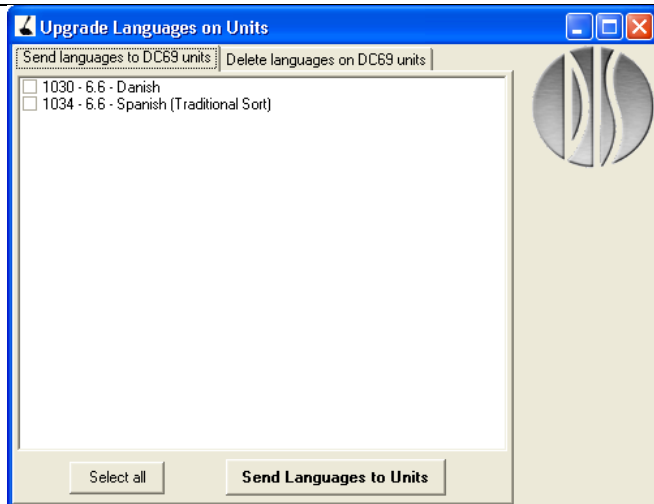 Upgrade Languages on Units
Send languages to DC69 units Delete languages on DC69 units
1030 - 6.6 - Danish
1034 - 6.6 - Spanish (Traditional Sort)
DIS
Select all Send Languages to Units